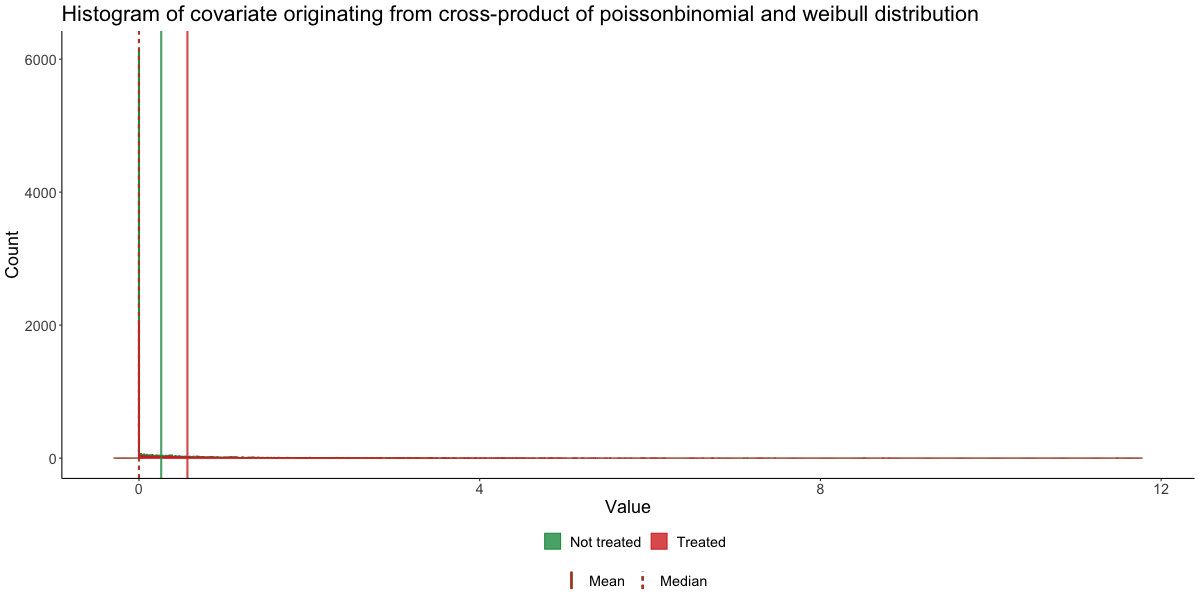 Histogram of covariate originating from cross-product of poissonbinomial and weibull distribution
6000
4000
Count
2000
0
0 4 8 12
Value
Not treated Treated
Mean Median